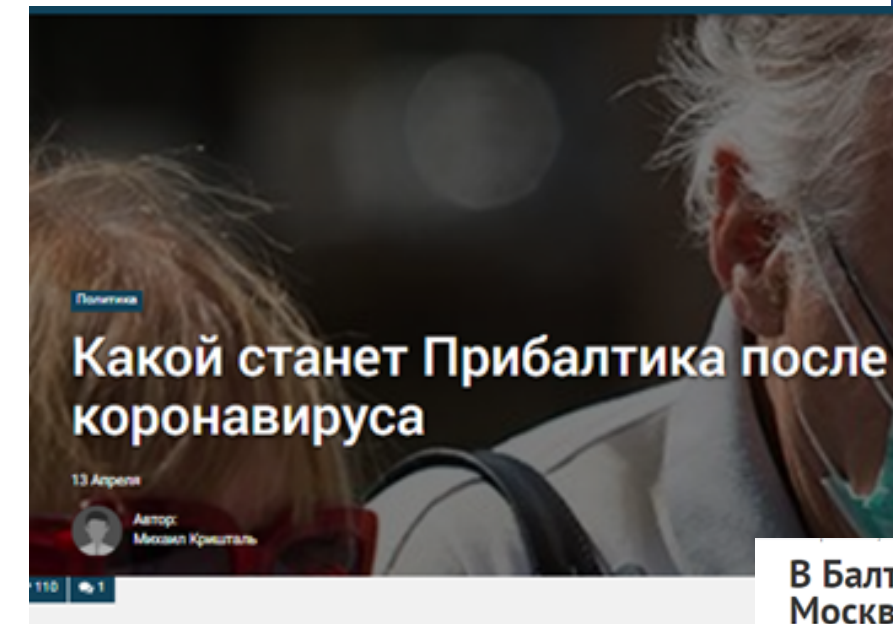 Политика
Какой станет Прибалтика после
коронавируса
13 Апреля
Автор:
Михаил Кришталь
110 1
В Балт
Москв